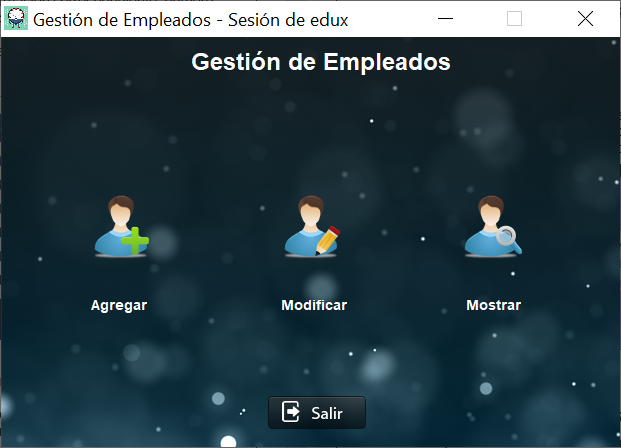 Gestión de Empleados - Sesión de edux
Gestión de Empleados
Agregar
Modificar
Mostrar
Salir